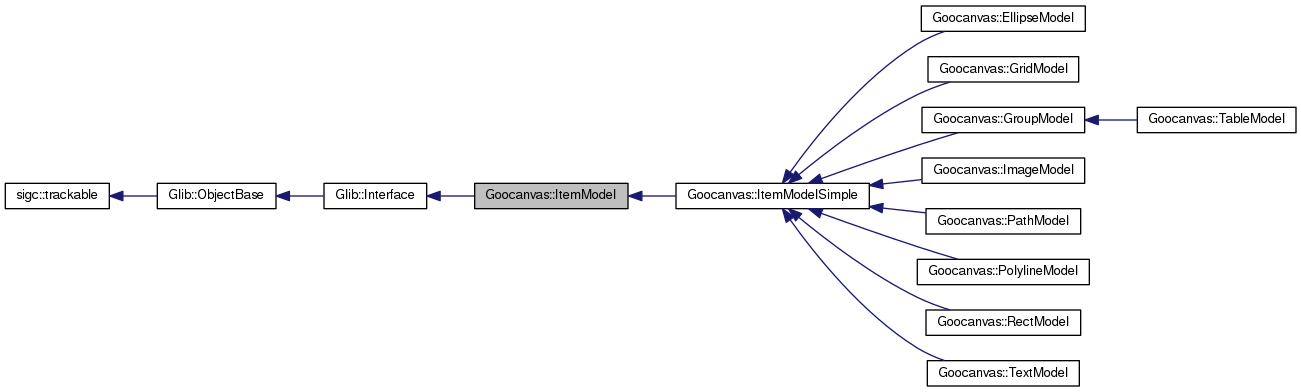 Goocanvas::EllipseModel
Goocanvas::GridModel
Goocanvas::GroupModel
Goocanvas::TableModel
Goocanvas::ImageModel
sigc::trackable
Glib::ObjectBase
Glib::Interface
Goocanvas::ItemModel
Goocanvas::ItemModelSimple
Goocanvas::PathModel
Goocanvas::PolylineModel
Goocanvas::RectModel
Goocanvas::TextModel